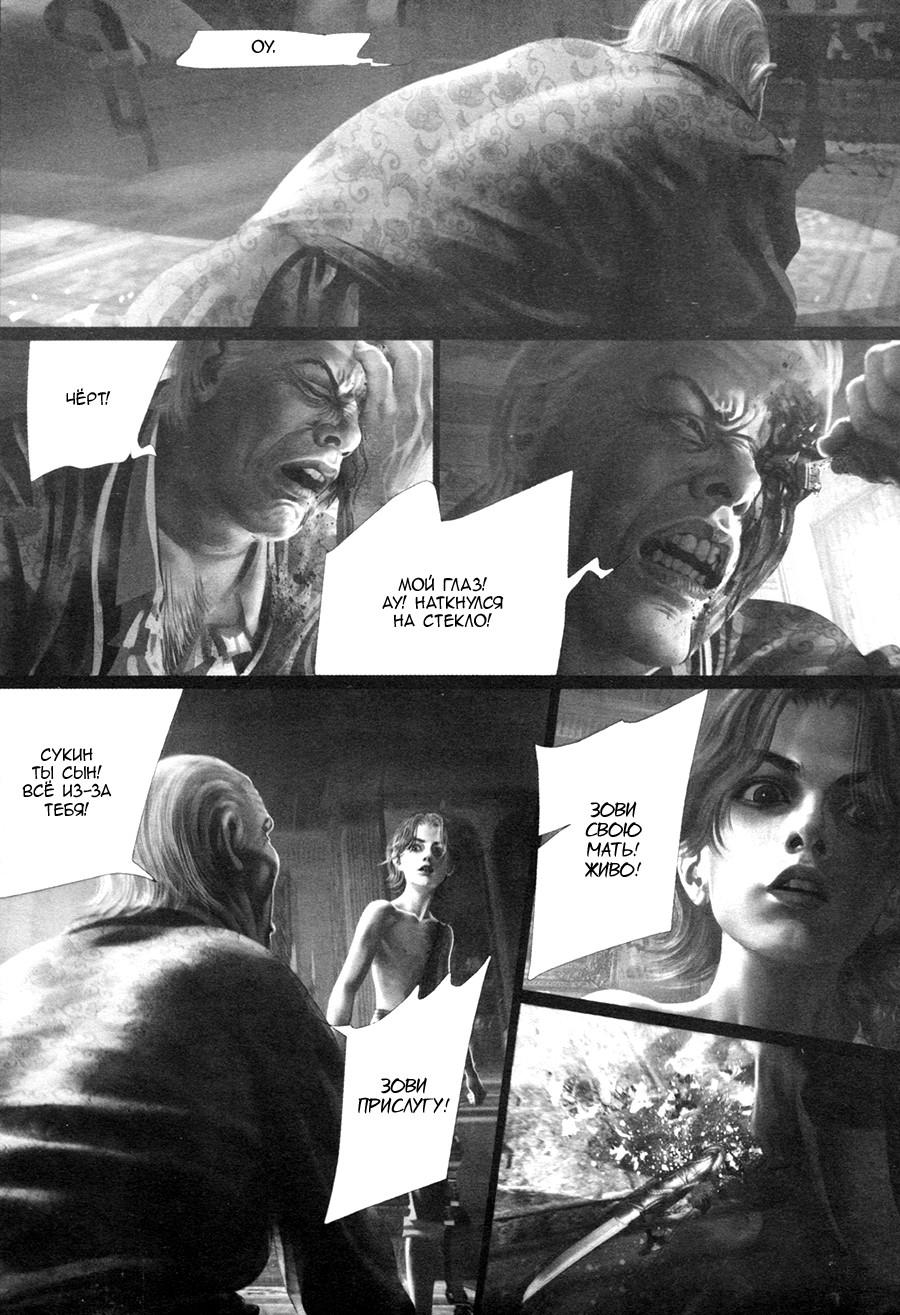 ОУ.
ЧЁРТ!
МОЙ ГЛАЗ!
АУ! НАТКНУЛСЯ
НА СТЕКЛО!
СУКИН
ТЫ СЫН!
ВСЁ ИЗ-ЗА
ТЕБЯ!
ЗОВИ
СВОЮ
МАТЬ!
ЖИВО!
ЗОВИ
ПРИСЛУГУ!